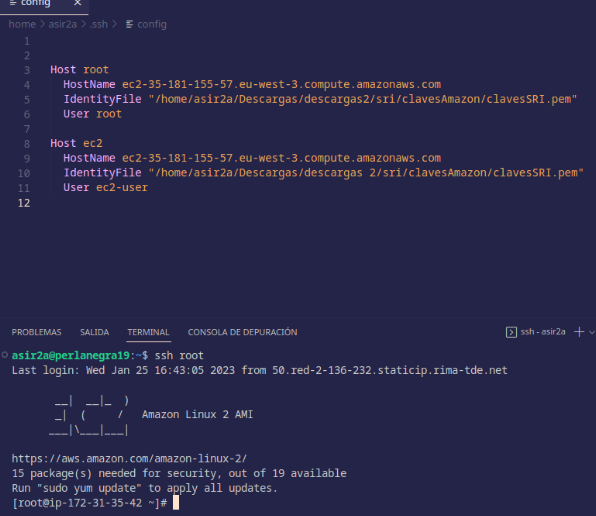 config ×
home > asir2a > .ssh > config
1
2
3 Host root
4 HostName ec2-35-181-155-57.eu-west-3.compute.amazonaws.com
5 IdentityFile "/home/asir2a/Descargas/descargas2/sri/clavesAmazon/clavesSRI.pem"
6 User root
7
8 Host ec2
9 HostName ec2-35-181-155-57.eu-west-3.compute.amazonaws.com
10 IdentityFile "/home/asir2a/Descargas/descargas 2/sri/clavesAmazon/clavesSRI.pem"
11 User ec2-user
12
PROBLEMAS SALIDA TERMINAL CONSOLA DE DEPURACIÓN ssh - asir2a
asir2a@perlanegra19:~$ ssh root
Last login: Wed Jan 25 16:43:05 2023 from 50.red-2-136-232.staticip.rima-tde.net
__| __|_ )
_| ( / Amazon Linux 2 AMI
___|\___|___|
https://aws.amazon.com/amazon-linux-2/
15 package(s) needed for security, out of 19 available
Run "sudo yum update" to apply all updates.
[root@ip-172-31-35-42 ~]#